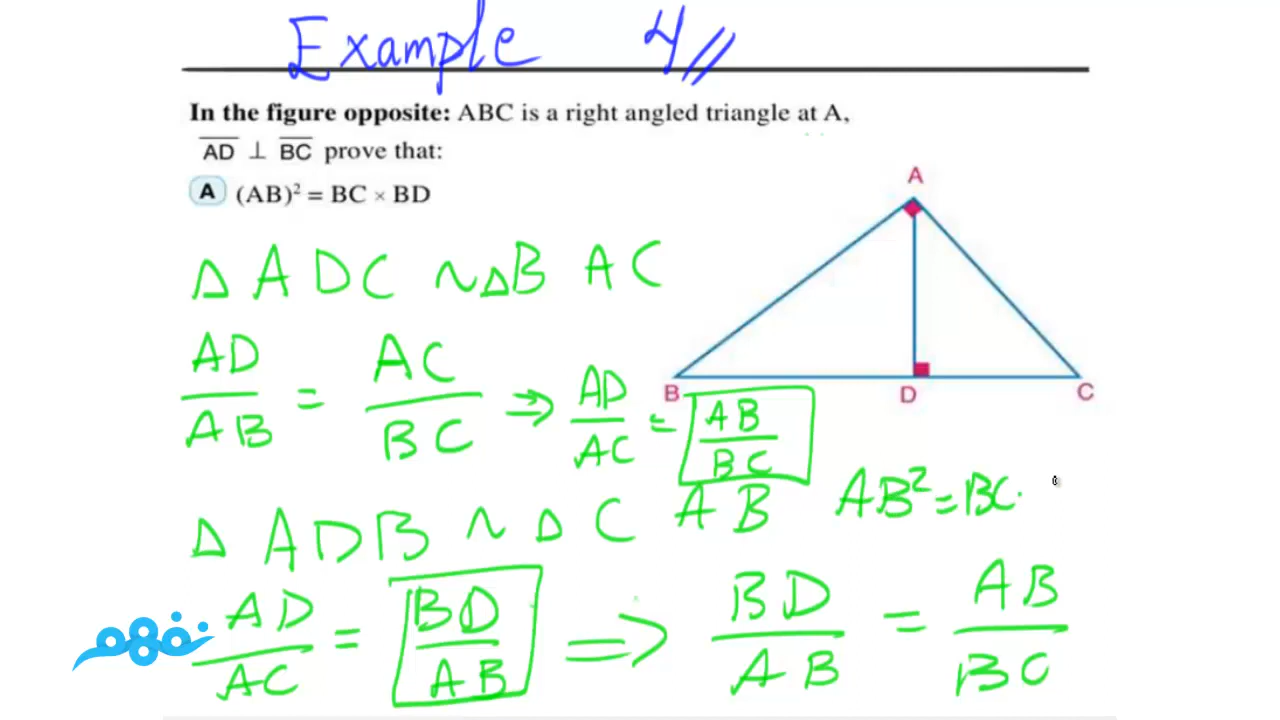 Example 4//
In the figure opposite: ABC is a right angled triangle at A,
AD ⊥ BC prove that:
A (AB)² = BC × BD
A
B
D
C
△ ADC ~ △ BAC
AD/AB = AC/BC ⇒ AD/AC = AB/BC
AB² = BC.
△ ADB ~ △ CAB
AD/AC = BD/AB ⇒ BD/AB = AB/BC
نفهم